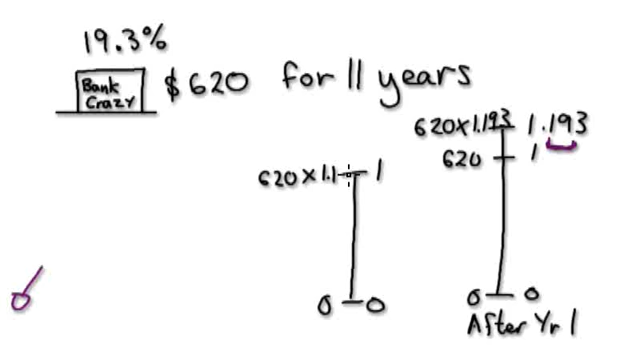 19.3%
Bank
Crazy
$620 for 11 years
620×1.193 1.193
620 1
620×1.1 1
0 0
0 0
After Yr 1